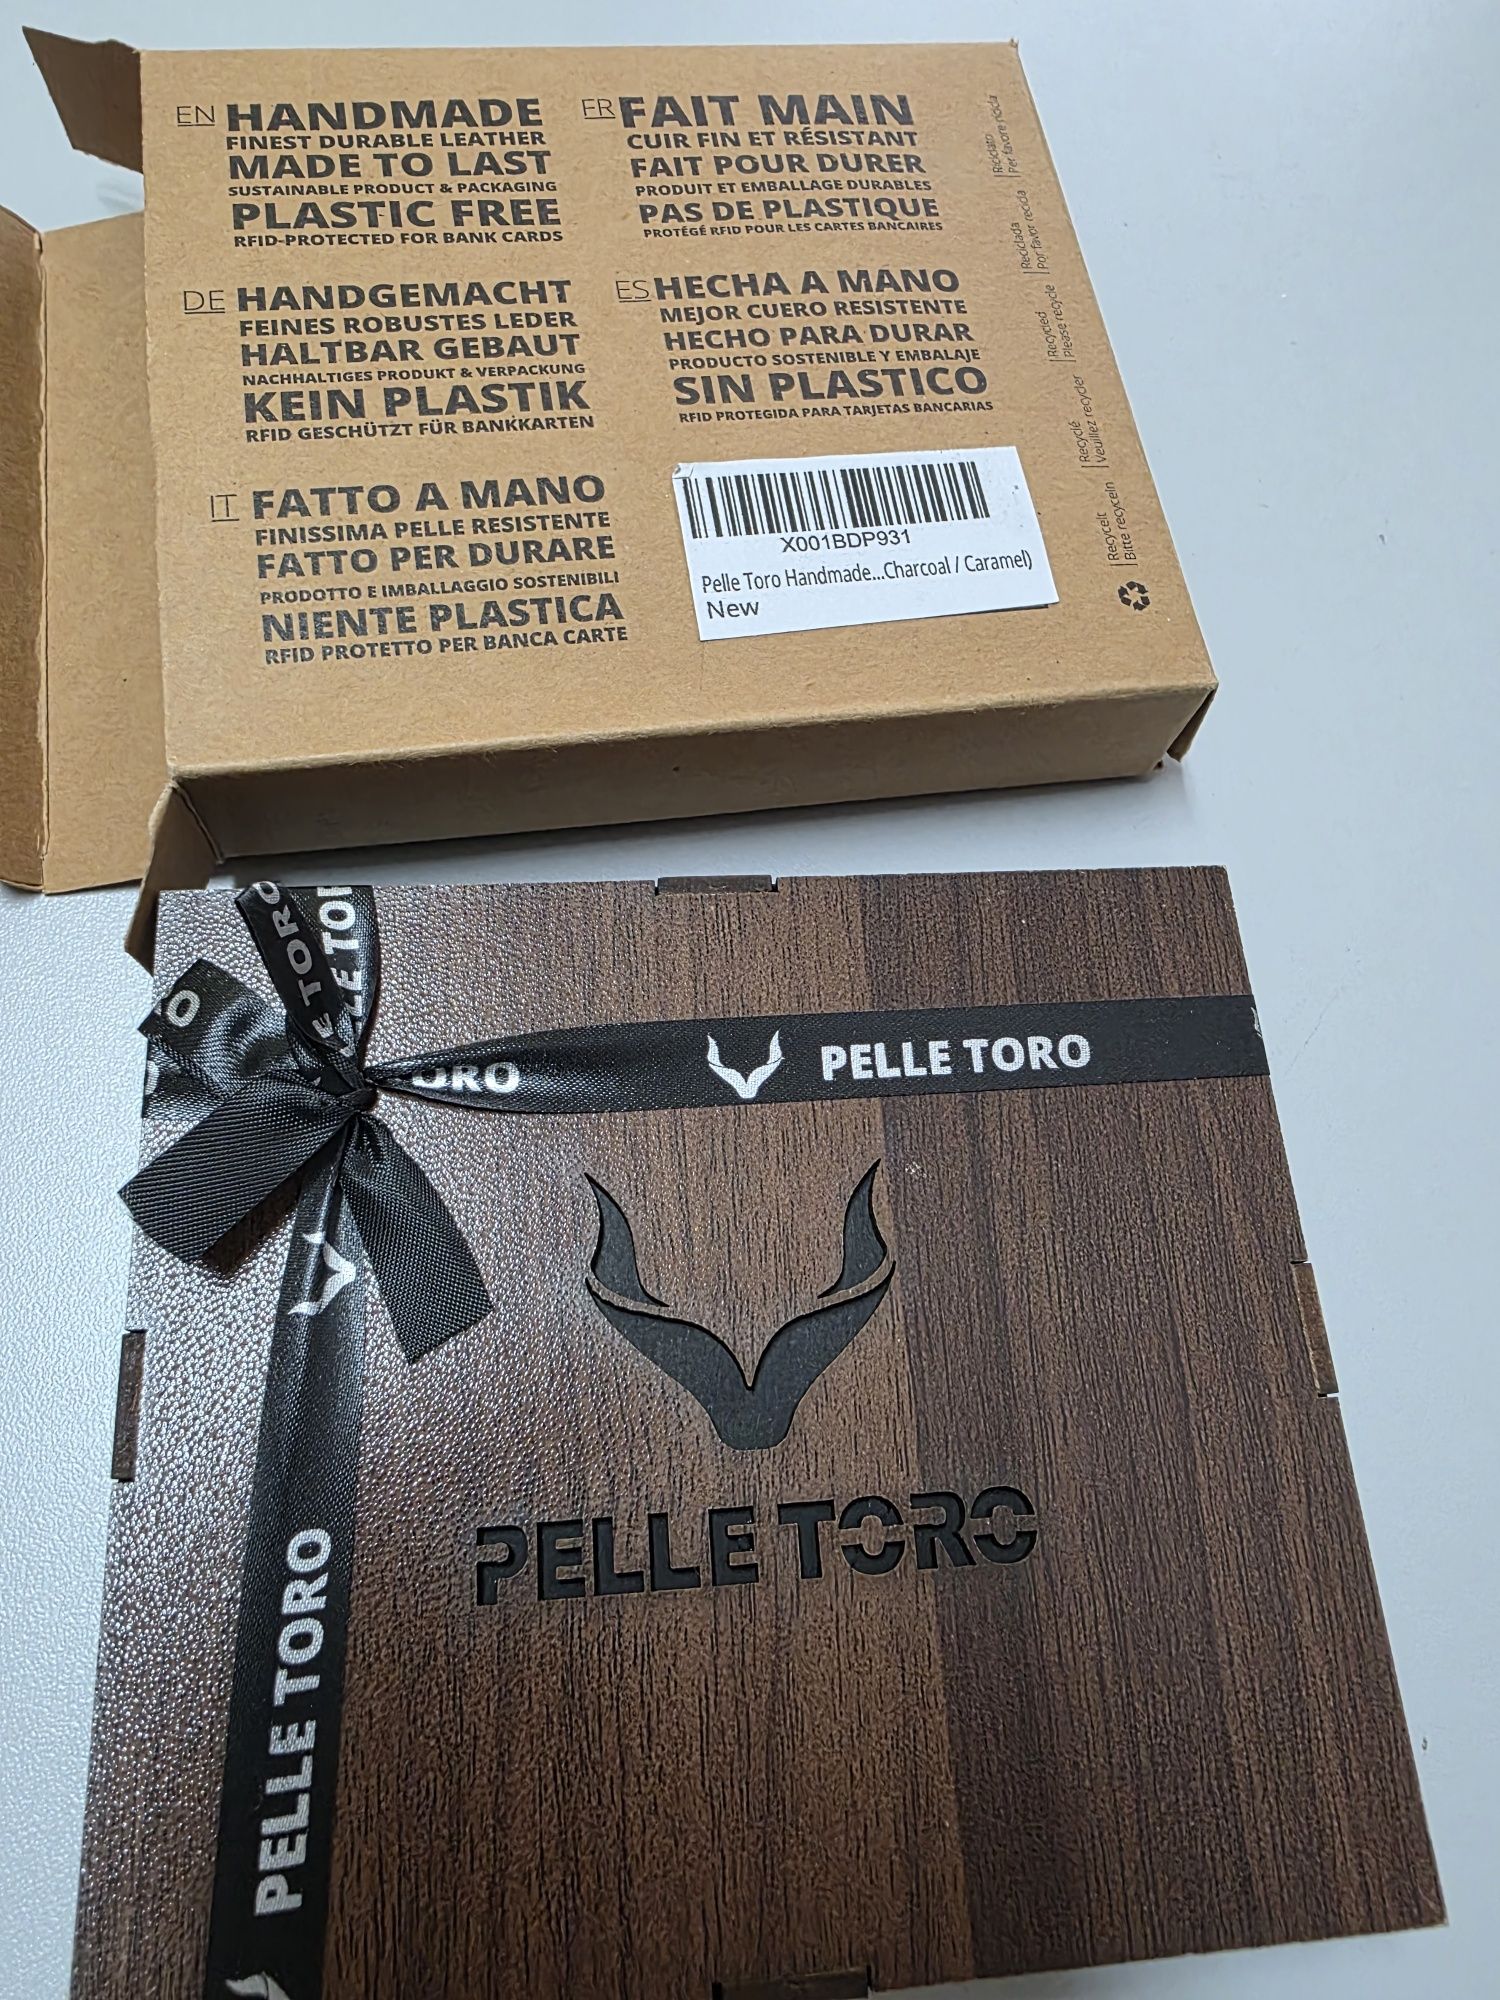 EN HANDMADE
FINEST DURABLE LEATHER
MADE TO LAST
SUSTAINABLE PRODUCT & PACKAGING
PLASTIC FREE
RFID-PROTECTED FOR BANK CARDS
FR FAIT MAIN
CUIR FIN ET RÉSISTANT
FAIT POUR DURER
PRODUIT ET EMBALLAGE DURABLES
PAS DE PLASTIQUE
PROTÉGÉ RFID POUR LES CARTES BANCAIRES
DE HANDGEMACHT
FEINES ROBUSTES LEDER
HALTBAR GEBAUT
NACHHALTIGES PRODUKT & VERPACKUNG
KEIN PLASTIK
RFID GESCHÜTZT FÜR BANKKARTEN
ES HECHA A MANO
MEJOR CUERO RESISTENTE
HECHO PARA DURAR
PRODUCTO SOSTENIBLE Y EMBALAJE
SIN PLASTICO
RFID PROTEGIDA PARA TARJETAS BANCARIAS
IT FATTO A MANO
FINISSIMA PELLE RESISTENTE
FATTO PER DURARE
PRODOTTO E IMBALLAGGIO SOSTENIBILI
NIENTE PLASTICA
RFID PROTETTO PER BANCA CARTE
X001BDP931
Pelle Toro Handmade...Charcoal / Caramel)
New
Recycelt
Bitte recyceln
Recyclé
Veuillez recycler
Recycled
Please recycle
Reciclada
Por favor recida
Riciclato
Per favore ricicla
E TORO
LLE TOR
O
ORO
PELLE TORO
PELLE TORO
PELLE TORO